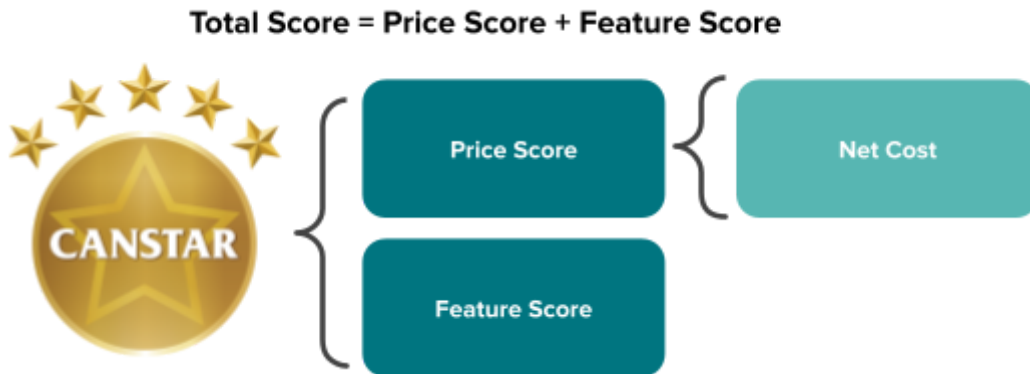 Total Score = Price Score + Feature Score
CANSTAR
Price Score
Net Cost
Feature Score